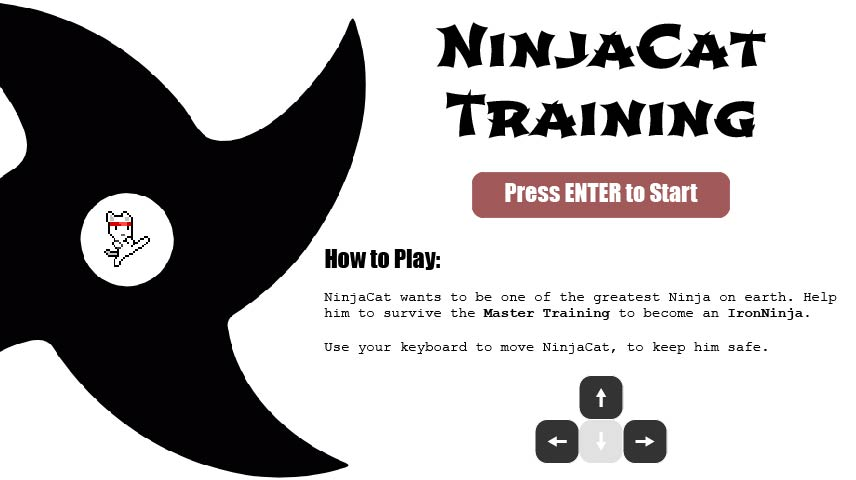 NinjaCat
Training
Press ENTER to Start
How to Play:
NinjaCat wants to be one of the greatest Ninja on earth. Help
him to survive the Master Training to become an IronNinja.
Use your keyboard to move NinjaCat, to keep him safe.